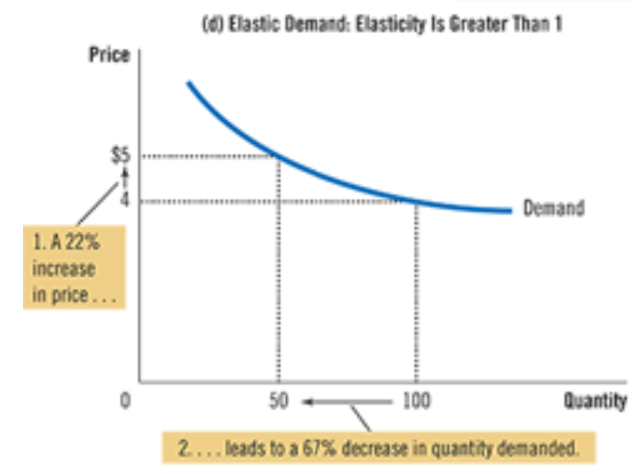 (d) Elastic Demand: Elasticity Is Greater Than 1
Price
$5
4
Demand
1. A 22%
increase
in price . . .
0
50
100
Quantity
2. . . . leads to a 67% decrease in quantity demanded.